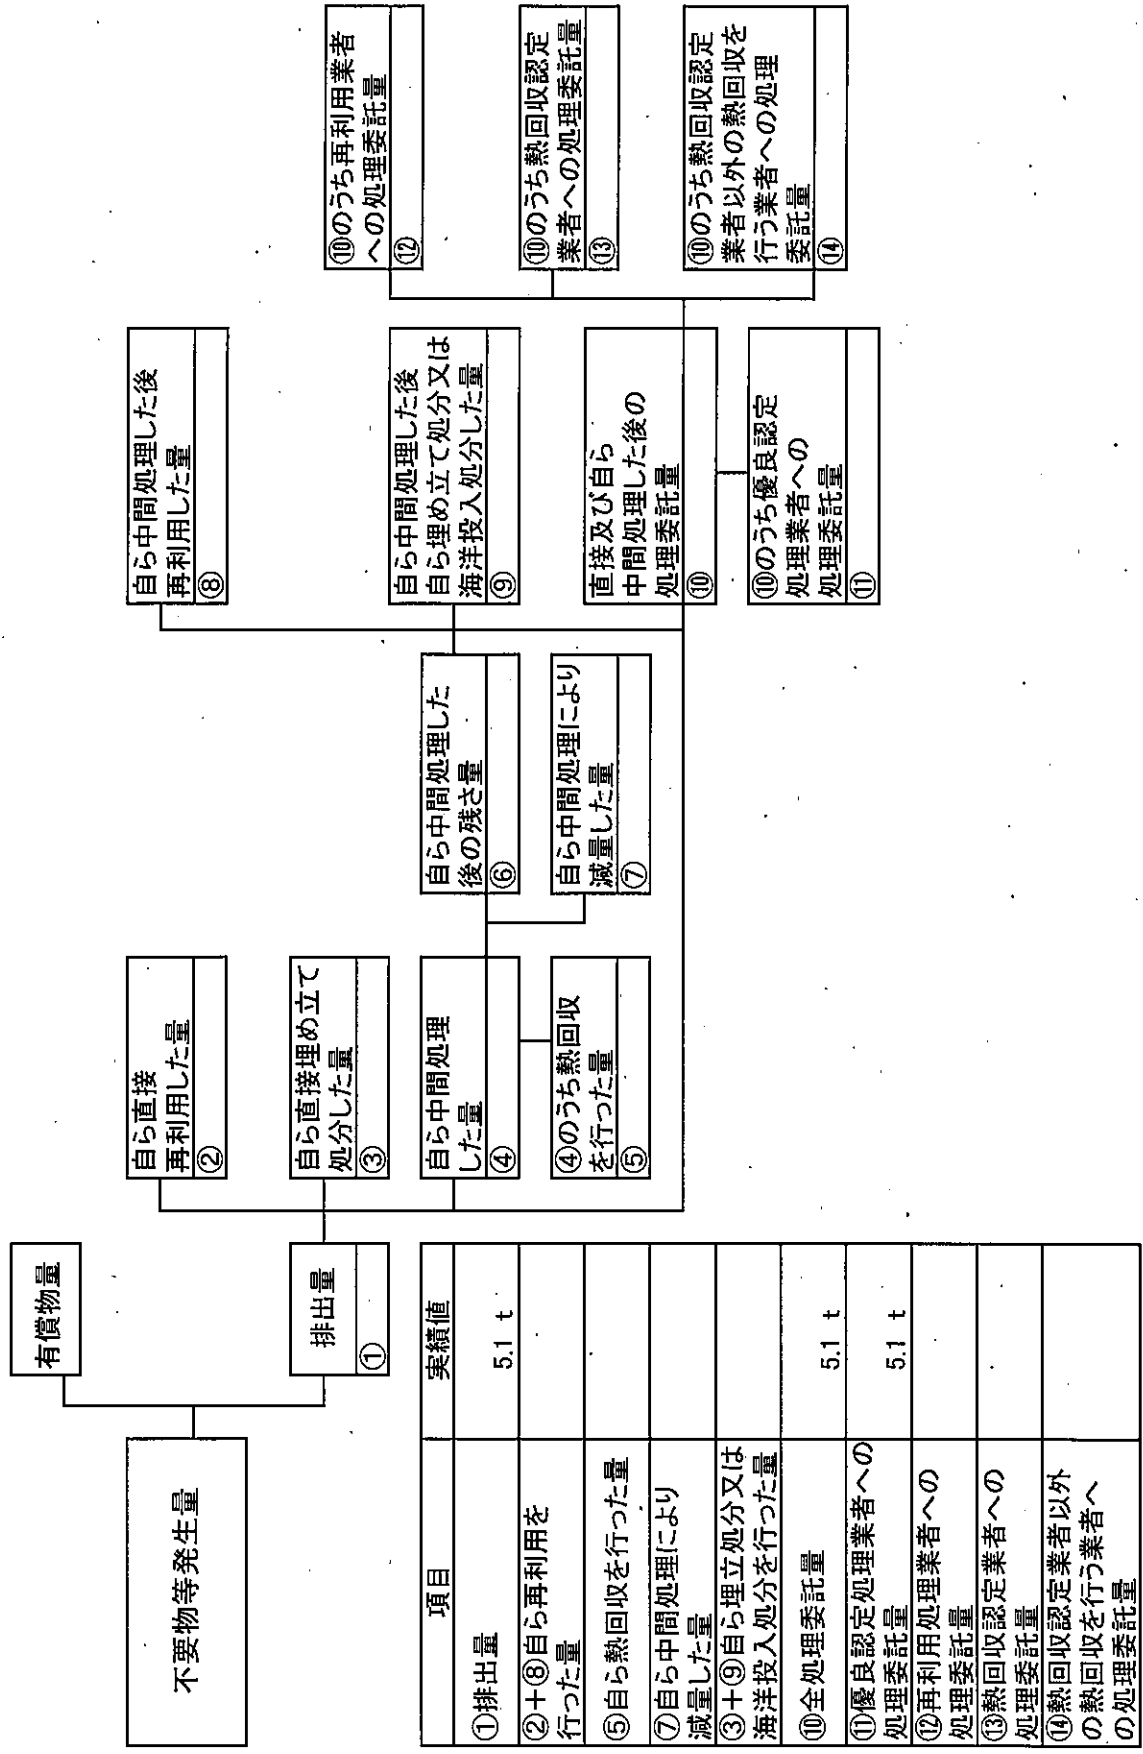 不要物等発生量
有償物量
排出量
①
自ら直接
再利用した量
②
自ら直接埋め立て
処分した量
③
自ら中間処理
した量
④
④のうち熱回収
を行った量
⑤
自ら中間処理した
後の残さ量
⑥
自ら中間処理により
減量した量
⑦
自ら中間処理した後
再利用した量
⑧
自ら中間処理した後
自ら埋め立て処分又は
海洋投入処分した量
⑨
直接及び自ら
中間処理した後の
処理委託量
⑩
⑩のうち優良認定
処理業者への
処理委託量
⑪
⑩のうち再利用業者
への処理委託量
⑫
⑩のうち熱回収認定
業者への処理委託量
⑬
⑩のうち熱回収認定
業者以外の熱回収を
行う業者への処理
委託量
⑭
項目 実績値
①排出量 5.1 t
②+⑧自ら再利用を
行った量
⑤自ら熱回収を行った量
⑦自ら中間処理により
減量した量
③+⑨自ら埋立処分又は
海洋投入処分を行った量
⑩全処理委託量 5.1 t
⑪優良認定処理業者への
処理委託量 5.1 t
⑫再利用処理業者への
処理委託量
⑬熱回収認定業者への
処理委託量
⑭熱回収認定業者以外
の熱回収を行う業者へ
の処理委託量